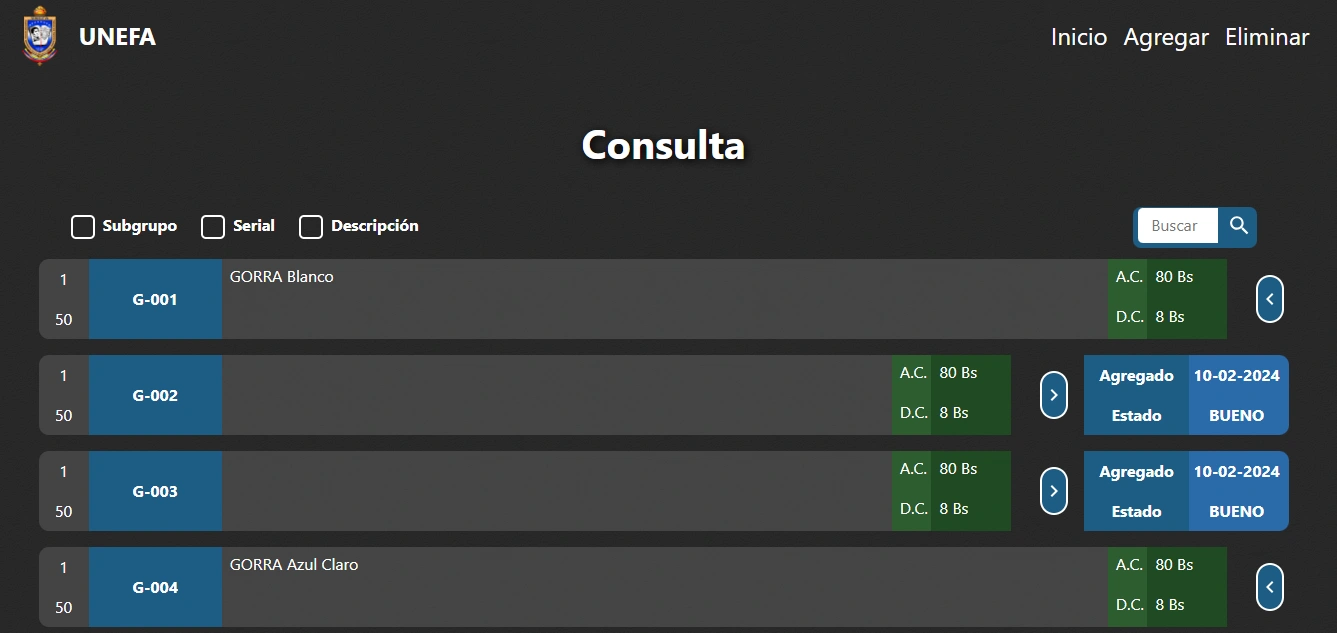 UNEFA
Inicio Agregar Eliminar
Consulta
Subgrupo Serial Descripción
Buscar
1
50
G-001
GORRA Blanco
A.C. 80 Bs
D.C. 8 Bs
1
50
G-002
A.C. 80 Bs
D.C. 8 Bs
Agregado 10-02-2024
Estado BUENO
1
50
G-003
A.C. 80 Bs
D.C. 8 Bs
Agregado 10-02-2024
Estado BUENO
1
50
G-004
GORRA Azul Claro
A.C. 80 Bs
D.C. 8 Bs